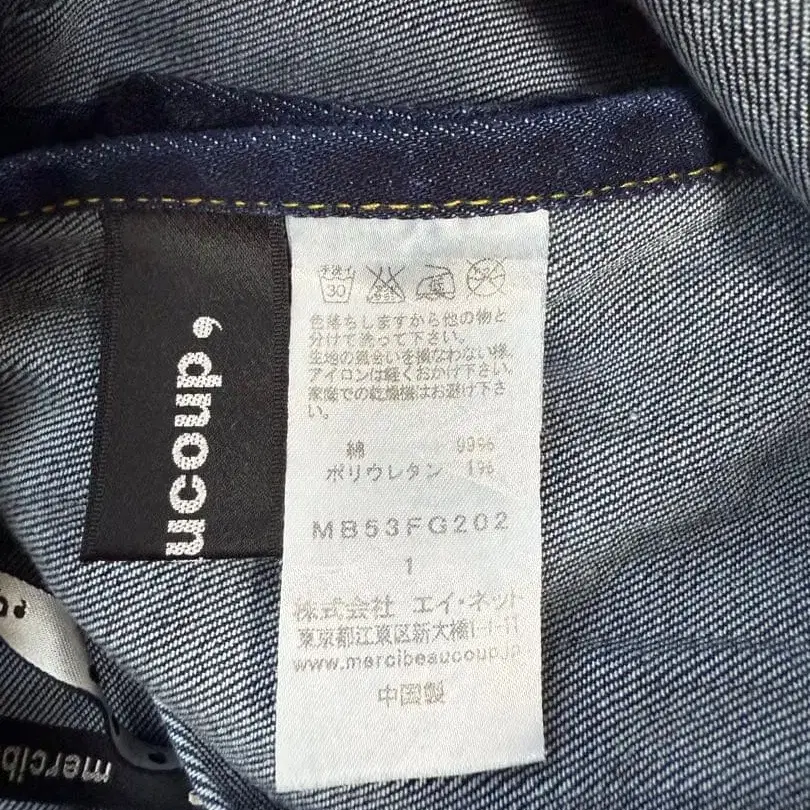 ucoup,
手洗イ
30
色落ちしますから他の物と
分けて洗って下さい。
生地の風合いを損なわない様、
アイロンは軽くおかけ下さい。
家庭での乾燥機はお避け下さ
い。
綿 99%
ポリウレタン 1%
MB53FG202
1
株式会社 エイ・ネット
東京都江東区新大橋1-1-11
www.mercibeaucoup.jp
中国製
mercib